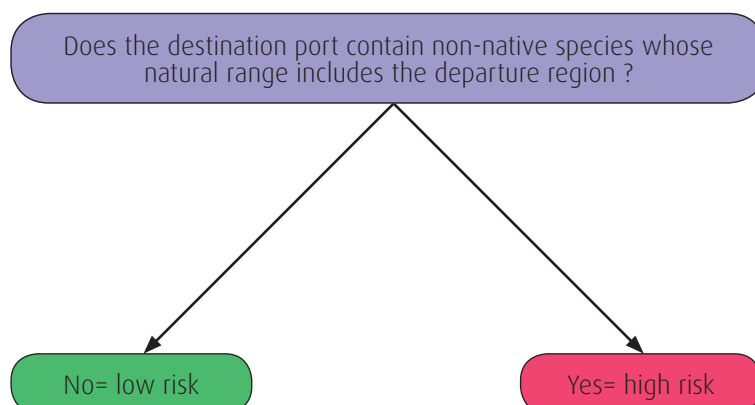 Does the destination port contain non-native species whose
natural range includes the departure region ?
No= low risk
Yes= high risk